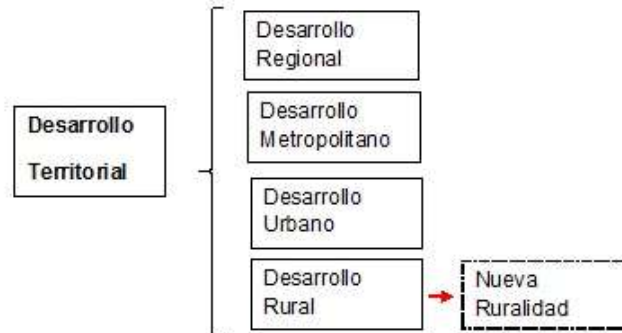 Desarrollo
Territorial
Desarrollo
Regional
Desarrollo
Metropolitano
Desarrollo
Urbano
Desarrollo
Rural
Nueva
Ruralidad